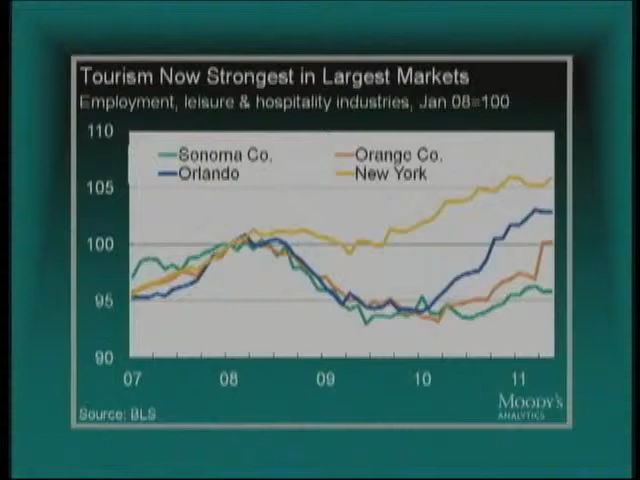 Tourism Now Strongest in Largest Markets
Employment, leisure & hospitality industries, Jan 08=100
110
Sonoma Co. Orange Co.
Orlando New York
105
100
95
90
07 08 09 10 11
Moody's
ANALYTICS
Source: BLS